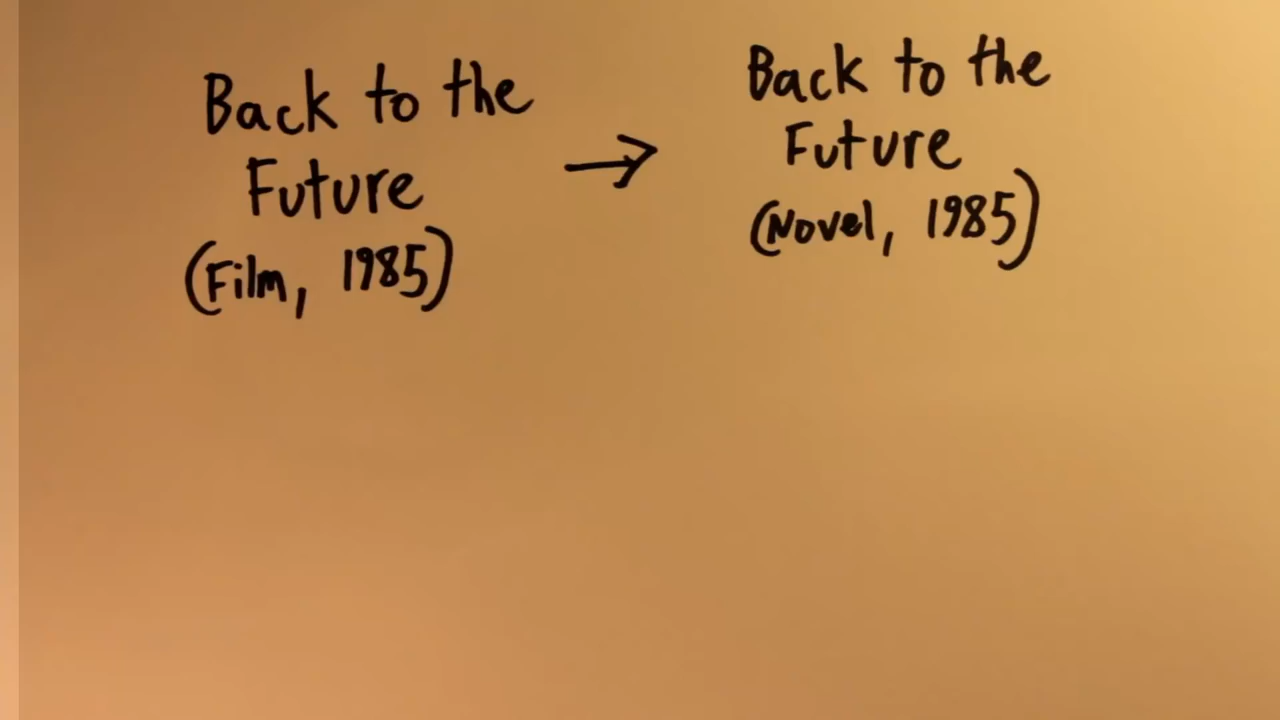 Back to the
Future
(Film, 1985)
→
Back to the
Future
(Novel, 1985)